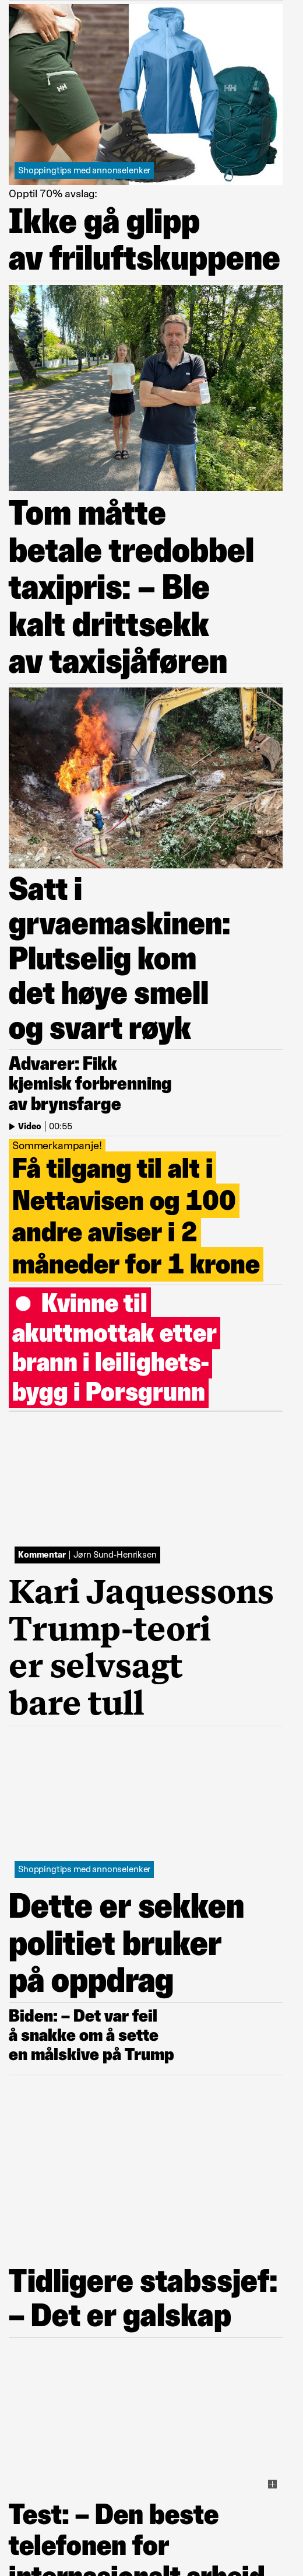 HH
HH
Shoppingtips med annonselenker
Opptil 70% avslag:
Ikke gå glipp
av friluftskuppene
Tom måtte
betale tredobbel
taxipris: – Ble
kalt drittsekk
av taxisjåføren
Satt i
grvaemaskinen:
Plutselig kom
det høye smell
og svart røyk
Advarer: Fikk
kjemisk forbrenning
av brynsfarge
Video | 00:55
Sommerkampanje!
Få tilgang til alt i
Nettavisen og 100
andre aviser i 2
måneder for 1 krone
Kvinne til
akuttmottak etter
brann i leilighets-
bygg i Porsgrunn
Kommentar | Jørn Sund-Henriksen
Kari Jaquessons
Trump-teori
er selvsagt
bare tull
Shoppingtips med annonselenker
Dette er sekken
politiet bruker
på oppdrag
Biden: – Det var feil
å snakke om å sette
en målskive på Trump
Tidligere stabssjef:
– Det er galskap
Test: – Den beste
telefonen for
internasjonalt arbeid